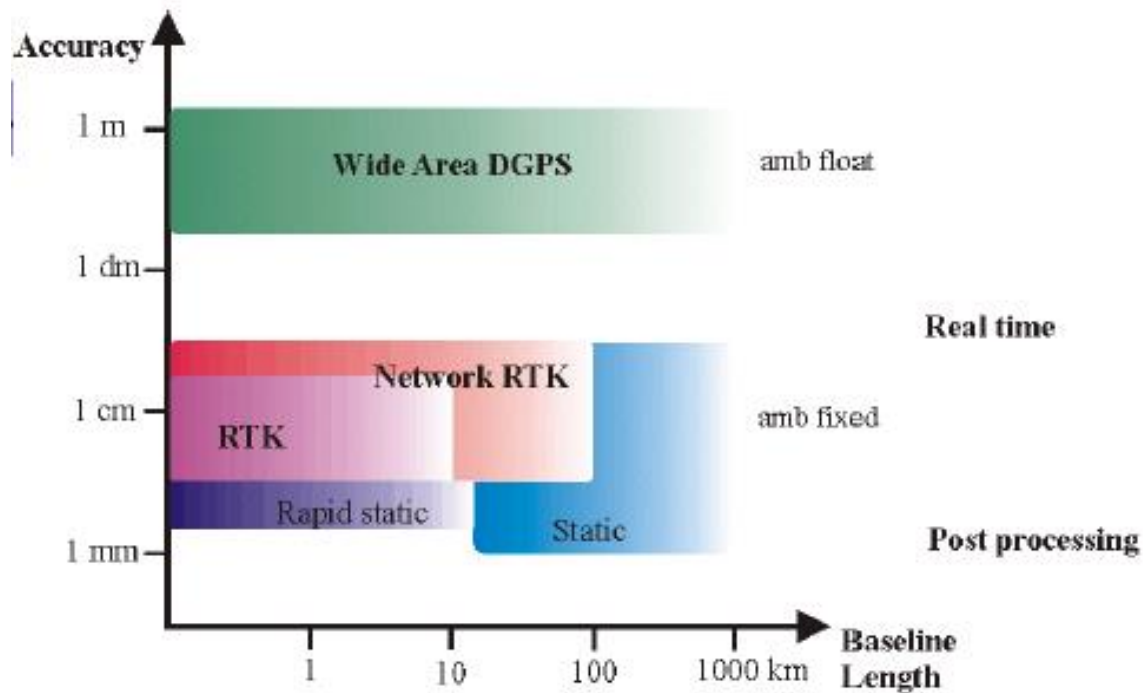 Accuracy
1 m
Wide Area DGPS
amb float
1 dm
Real time
Network RTK
1 cm
amb fixed
RTK
Rapid static
Static
Post processing
1 mm
1
10
100
1000 km
Baseline
Length